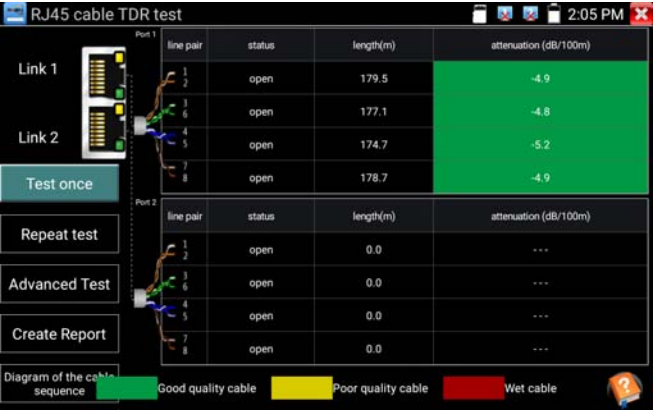 RJ45 cable TDR test
2:05 PM
Link 1
Link 2
Test once
Repeat test
Advanced Test
Create Report
Diagram of the cable
sequence
Port 1
line pair status length(m) attenuation (dB/100m)
1
2 open 179.5 -4.9
3
6 open 177.1 -4.8
4
5 open 174.7 -5.2
7
8 open 178.7 -4.9
Port 2
line pair status length(m) attenuation (dB/100m)
1
2 open 0.0 ---
3
6 open 0.0 ---
4
5 open 0.0 ---
7
8 open 0.0 ---
Good quality cable Poor quality cable Wet cable